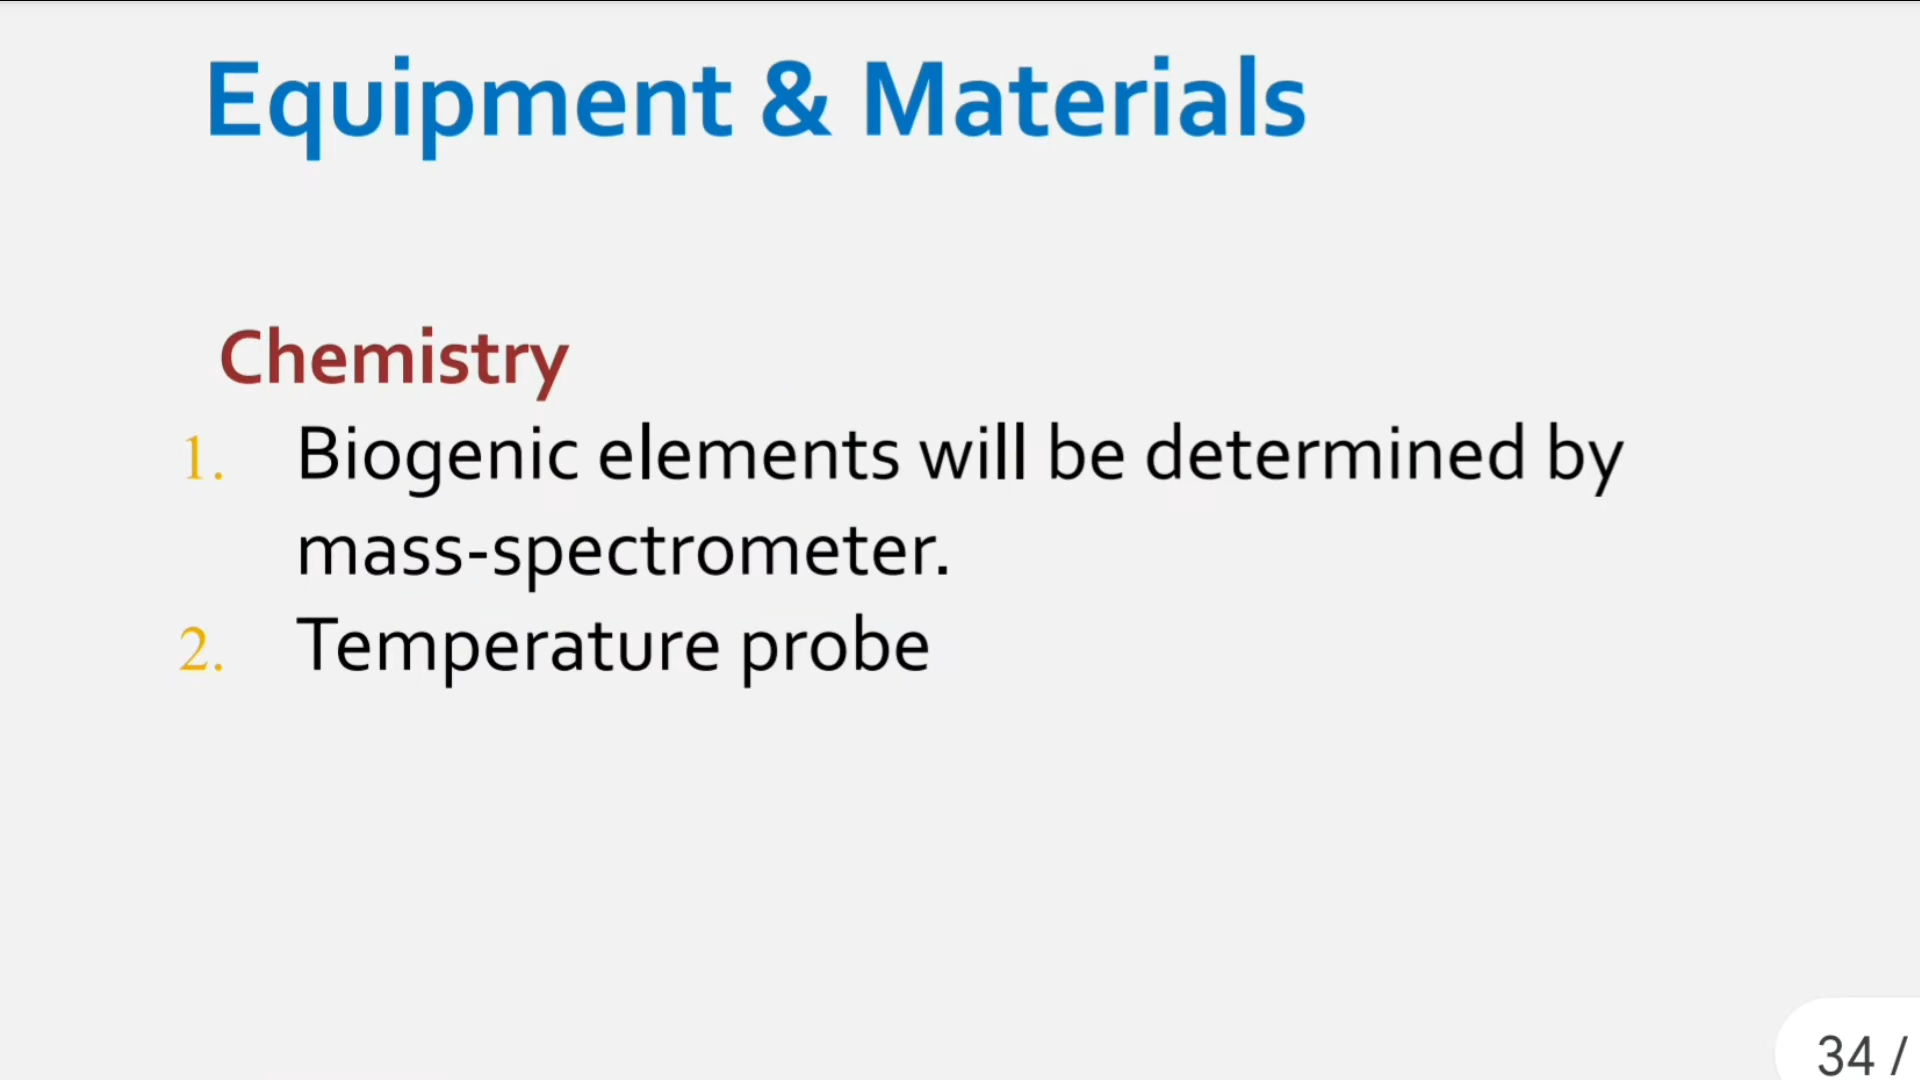 Equipment & Materials
Chemistry
1. Biogenic elements will be determined by
mass-spectrometer.
2. Temperature probe
34 /